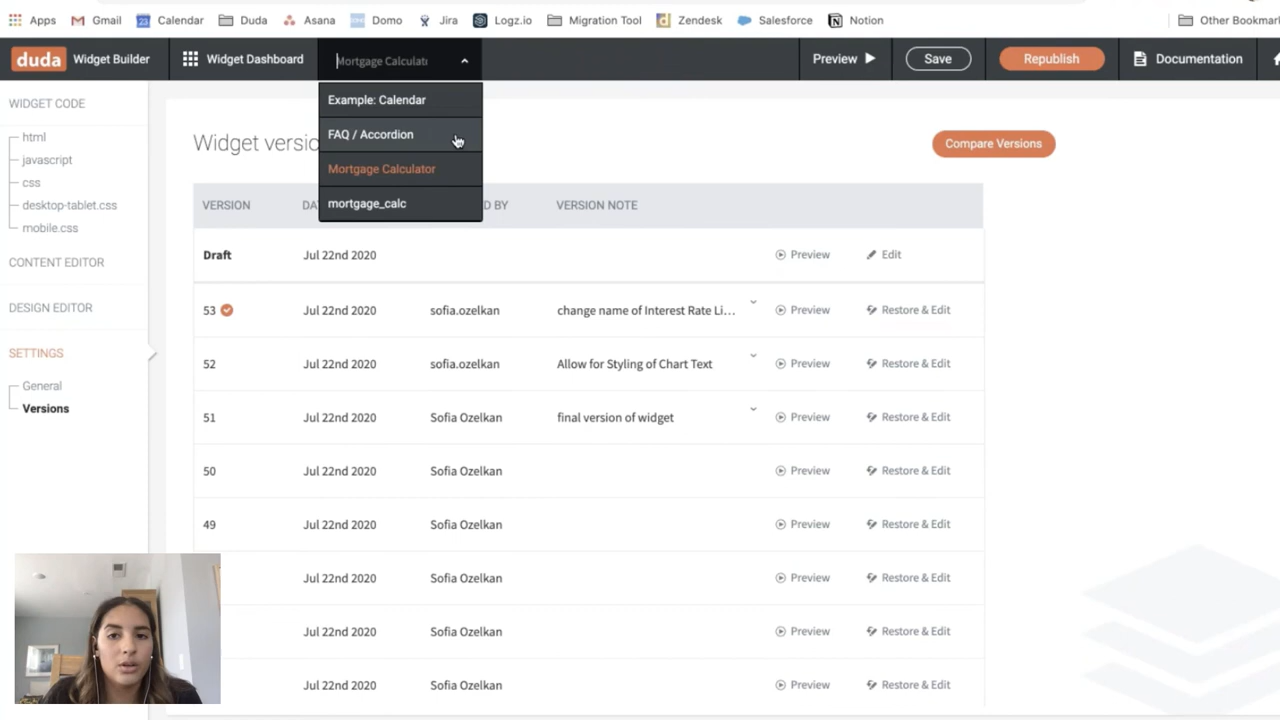 Apps Gmail Calendar Duda Asana Domo Jira Logz.io Migration Tool Zendesk Salesforce Notion Other Bookmar
duda Widget Builder Widget Dashboard Mortgage Calculat Preview Save Republish Documentation
WIDGET CODE
html
javascript
css
desktop-tablet.css
mobile.css
CONTENT EDITOR
DESIGN EDITOR
SETTINGS
General
Versions
Example: Calendar
FAQ / Accordion
Mortgage Calculator
mortgage_calc
Widget versio Compare Versions
VERSION DA D BY VERSION NOTE
Draft Jul 22nd 2020 Preview Edit
53 Jul 22nd 2020 sofia.ozelkan change name of Interest Rate Li... Preview Restore & Edit
52 Jul 22nd 2020 sofia.ozelkan Allow for Styling of Chart Text Preview Restore & Edit
51 Jul 22nd 2020 Sofia Ozelkan final version of widget Preview Restore & Edit
50 Jul 22nd 2020 Sofia Ozelkan Preview Restore & Edit
49 Jul 22nd 2020 Sofia Ozelkan Preview Restore & Edit
Jul 22nd 2020 Sofia Ozelkan Preview Restore & Edit
Jul 22nd 2020 Sofia Ozelkan Preview Restore & Edit
Jul 22nd 2020 Sofia Ozelkan Preview Restore & Edit